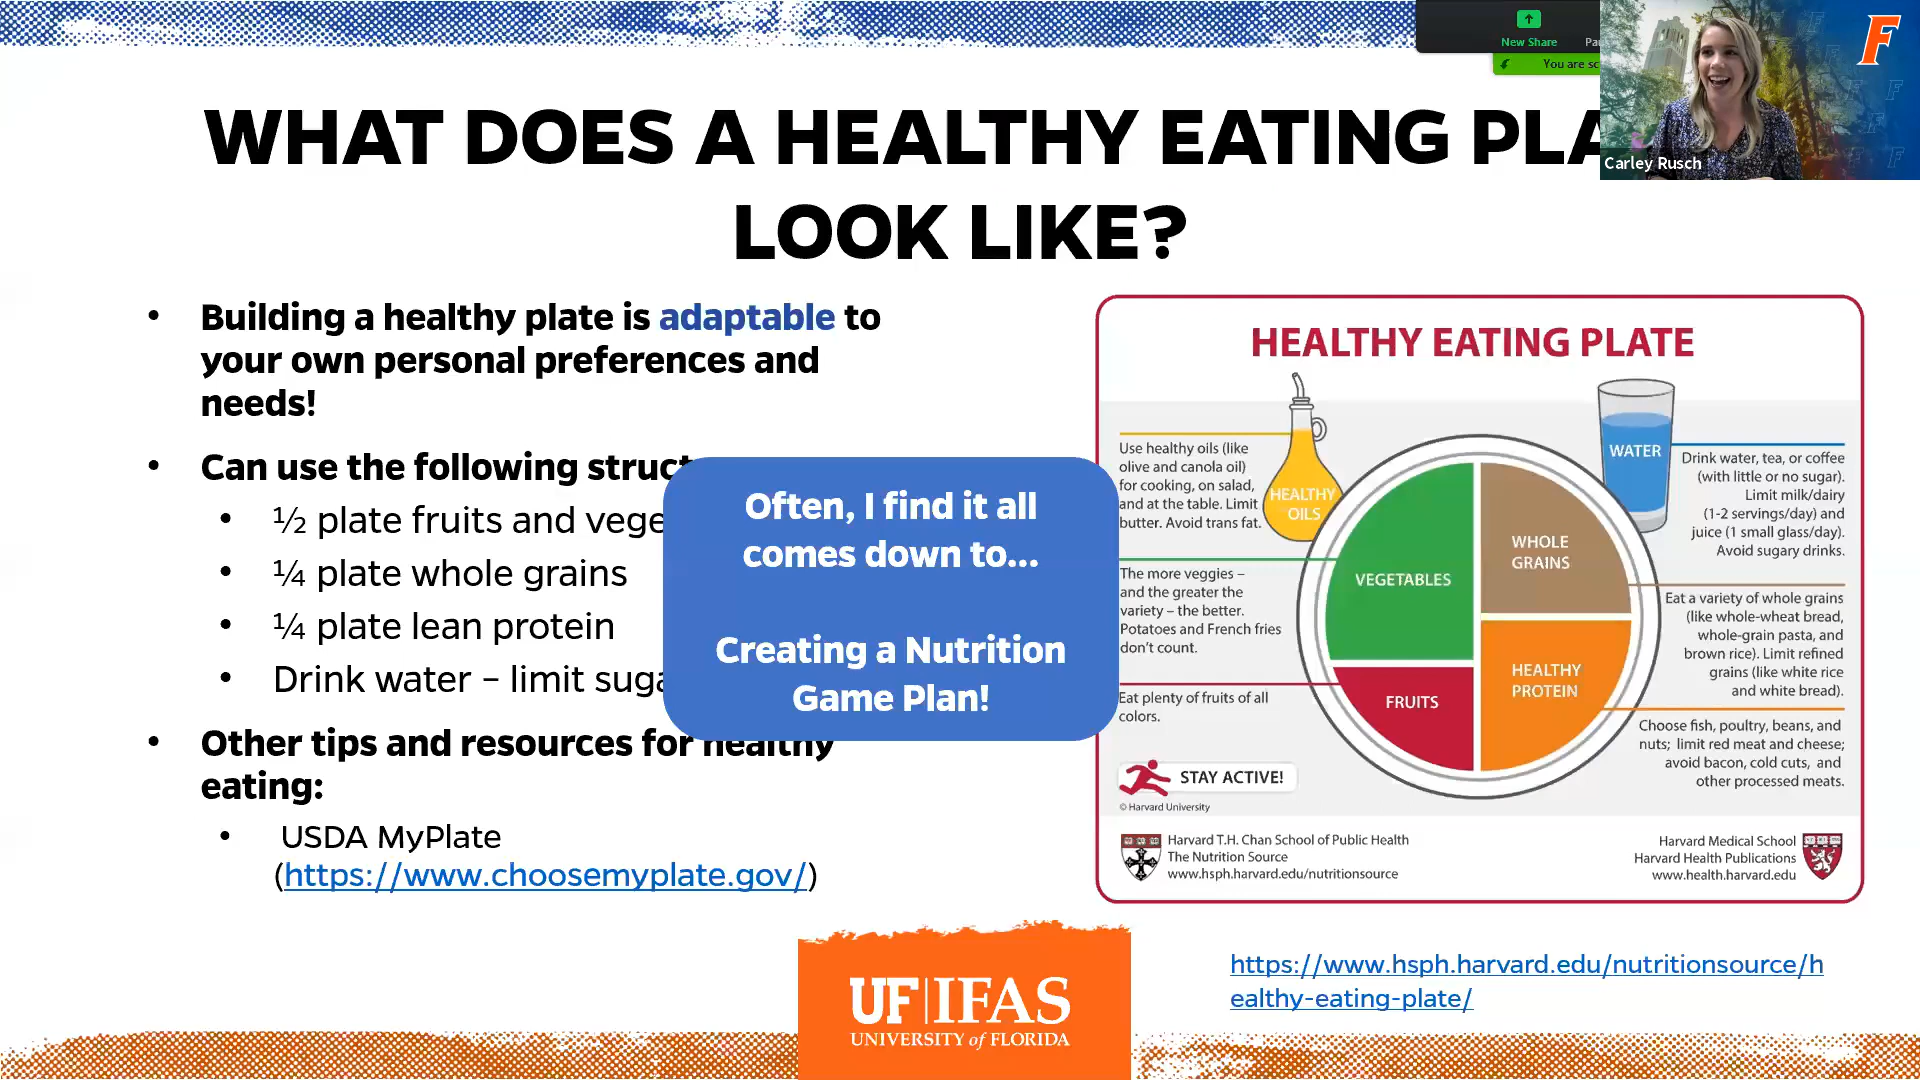 New Share
You are sc
F
Carley Rusch
WHAT DOES A HEALTHY EATING PLA
LOOK LIKE?
• Building a healthy plate is adaptable to
your own personal preferences and
needs!
• Can use the following struct
• ½ plate fruits and vege
• ¼ plate whole grains
• ¼ plate lean protein
• Drink water – limit suga
• Other tips and resources for healthy
eating:
• USDA MyPlate
(https://www.choosemyplate.gov/)
Often, I find it all
comes down to...
Creating a Nutrition
Game Plan!
HEALTHY EATING PLATE
Use healthy oils (like
olive and canola oil)
for cooking, on salad,
and at the table. Limit
butter. Avoid trans fat.
HEALTHY
OILS
The more veggies –
and the greater the
variety – the better.
Potatoes and French fries
don't count.
Eat plenty of fruits of all
colors.
STAY ACTIVE!
© Harvard University
VEGETABLES
FRUITS
WHOLE
GRAINS
HEALTHY
PROTEIN
WATER
Drink water, tea, or coffee
(with little or no sugar).
Limit milk/dairy
(1-2 servings/day) and
juice (1 small glass/day).
Avoid sugary drinks.
Eat a variety of whole grains
(like whole-wheat bread,
whole-grain pasta, and
brown rice). Limit refined
grains (like white rice
and white bread).
Choose fish, poultry, beans, and
nuts; limit red meat and cheese;
avoid bacon, cold cuts, and
other processed meats.
Harvard T.H. Chan School of Public Health
The Nutrition Source
www.hsph.harvard.edu/nutritionsource
Harvard Medical School
Harvard Health Publications
www.health.harvard.edu
https://www.hsph.harvard.edu/nutritionsource/h
ealthy-eating-plate/
UF|IFAS
UNIVERSITY of FLORIDA